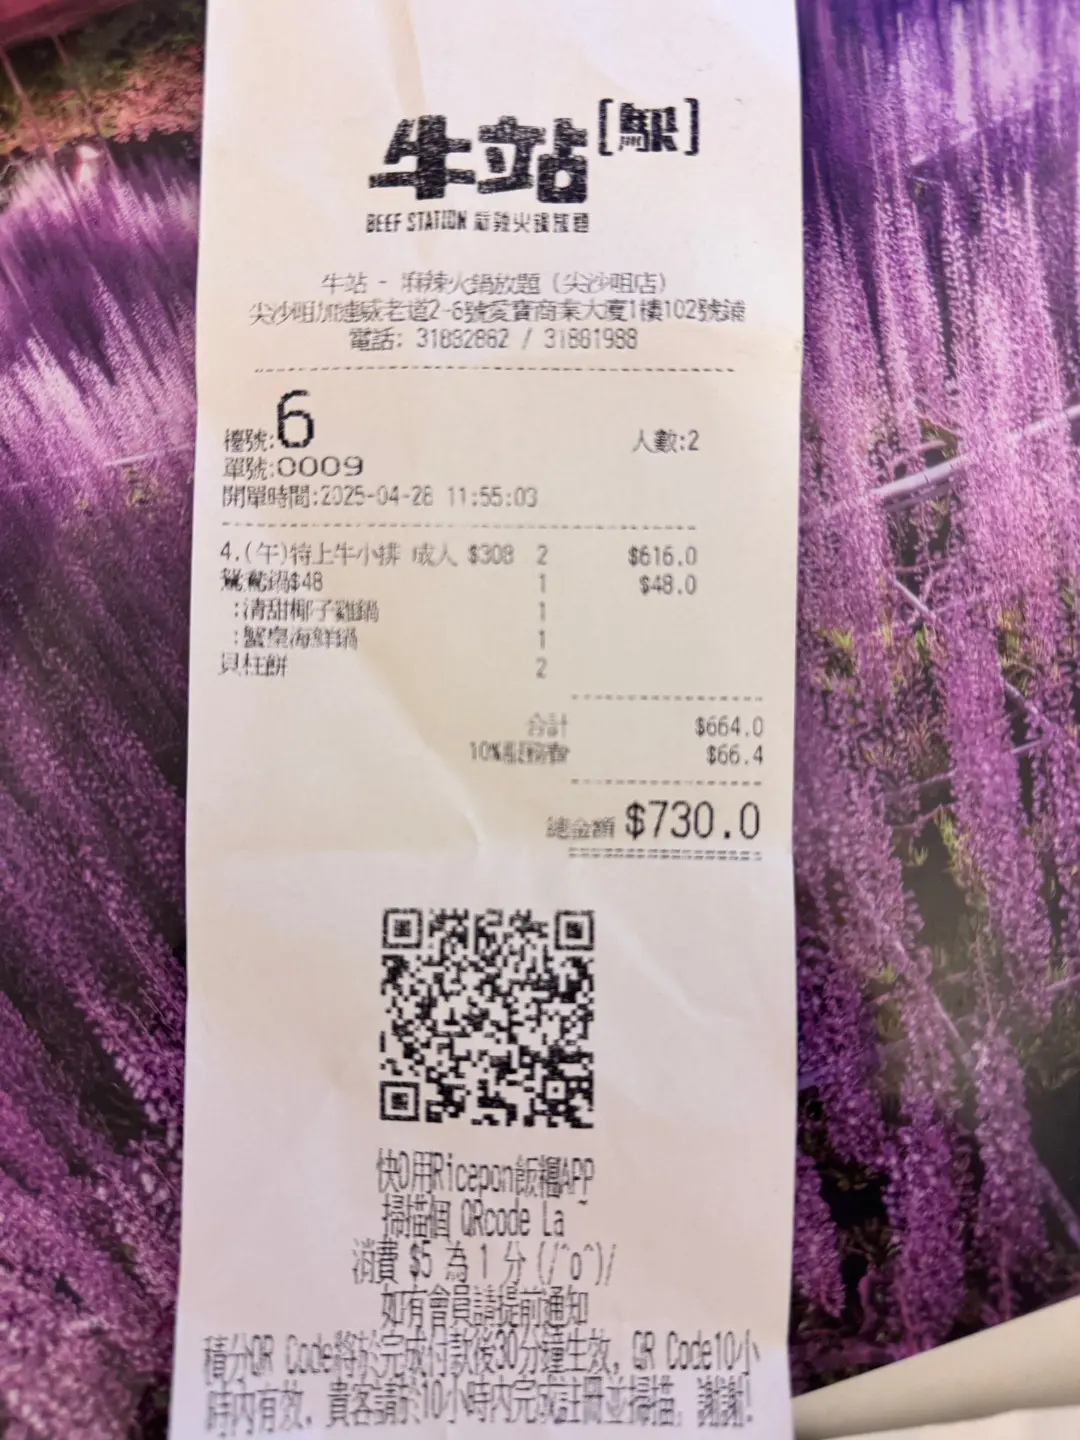 牛站[駅]
BEEF STATION 麻辣火鍋放題
牛站 - 麻辣火鍋放題 (尖沙咀店)
尖沙咀加連威老道2-6號愛賓商業大廈1樓102號鋪
電話: 31882862 / 31881988
檯號:6 人數:2
單號:0009
開單時間:2025-04-28 11:55:03
4.(午)特上牛小排 成人 $308 2 $616.0
鴛鴦鍋$48 1 $48.0
:清甜椰子雞鍋 1
:蟹皇海鮮鍋 1
貝柱餅 2
合計 $664.0
10%服務費 $66.4
總金額 $730.0
快D用Ricepon飯糰APP
掃描個 QRcode La~
消費 $5 為 1 分 (/^o^)/
如有會員請提前通知
積分QR Code將於完成付款後30分鐘生效, QR Code10小
時內有效, 貴客請於10小時內完成註冊並掃描, 謝謝!